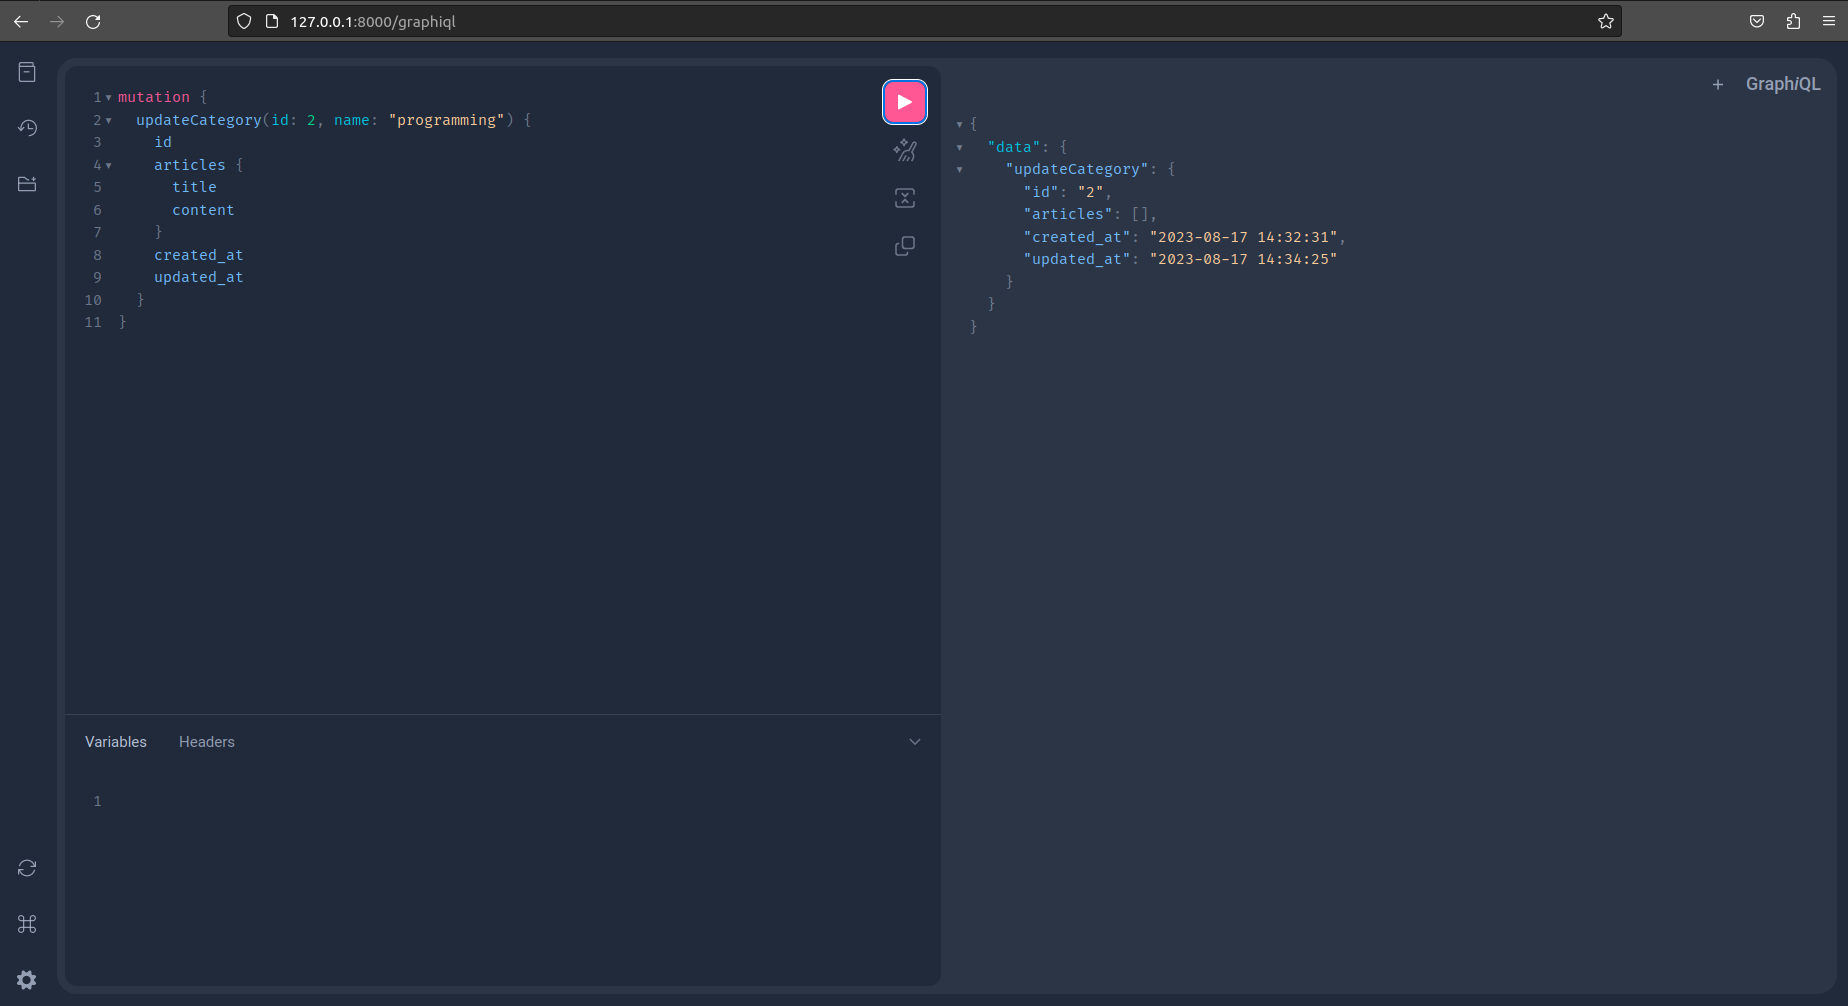 127.0.0.1:8000/graphiql
1 mutation {
2 updateCategory(id: 2, name: "programming") {
3 id
4 articles {
5 title
6 content
7 }
8 created_at
9 updated_at
10 }
11 }
Variables Headers
1
+ GraphiQL
{
"data": {
"updateCategory": {
"id": "2",
"articles": [],
"created_at": "2023-08-17 14:32:31",
"updated_at": "2023-08-17 14:34:25"
}
}
}